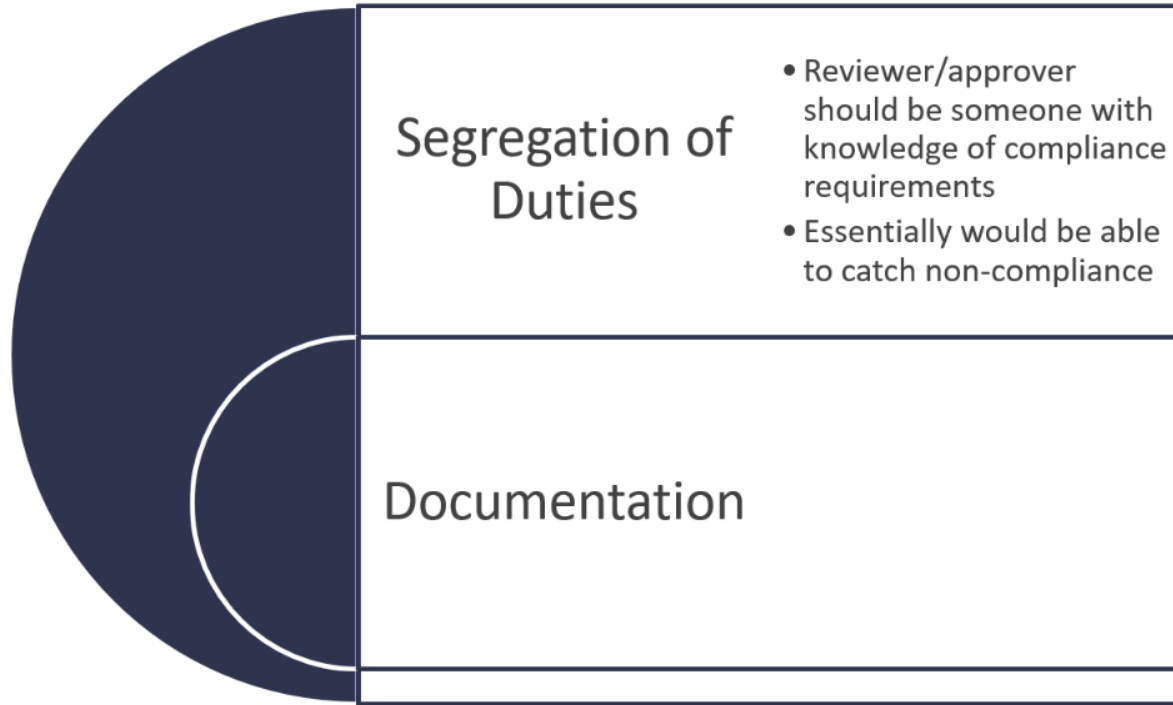 Segregation of
Duties
• Reviewer/approver
should be someone with
knowledge of compliance
requirements
• Essentially would be able
to catch non-compliance
Documentation